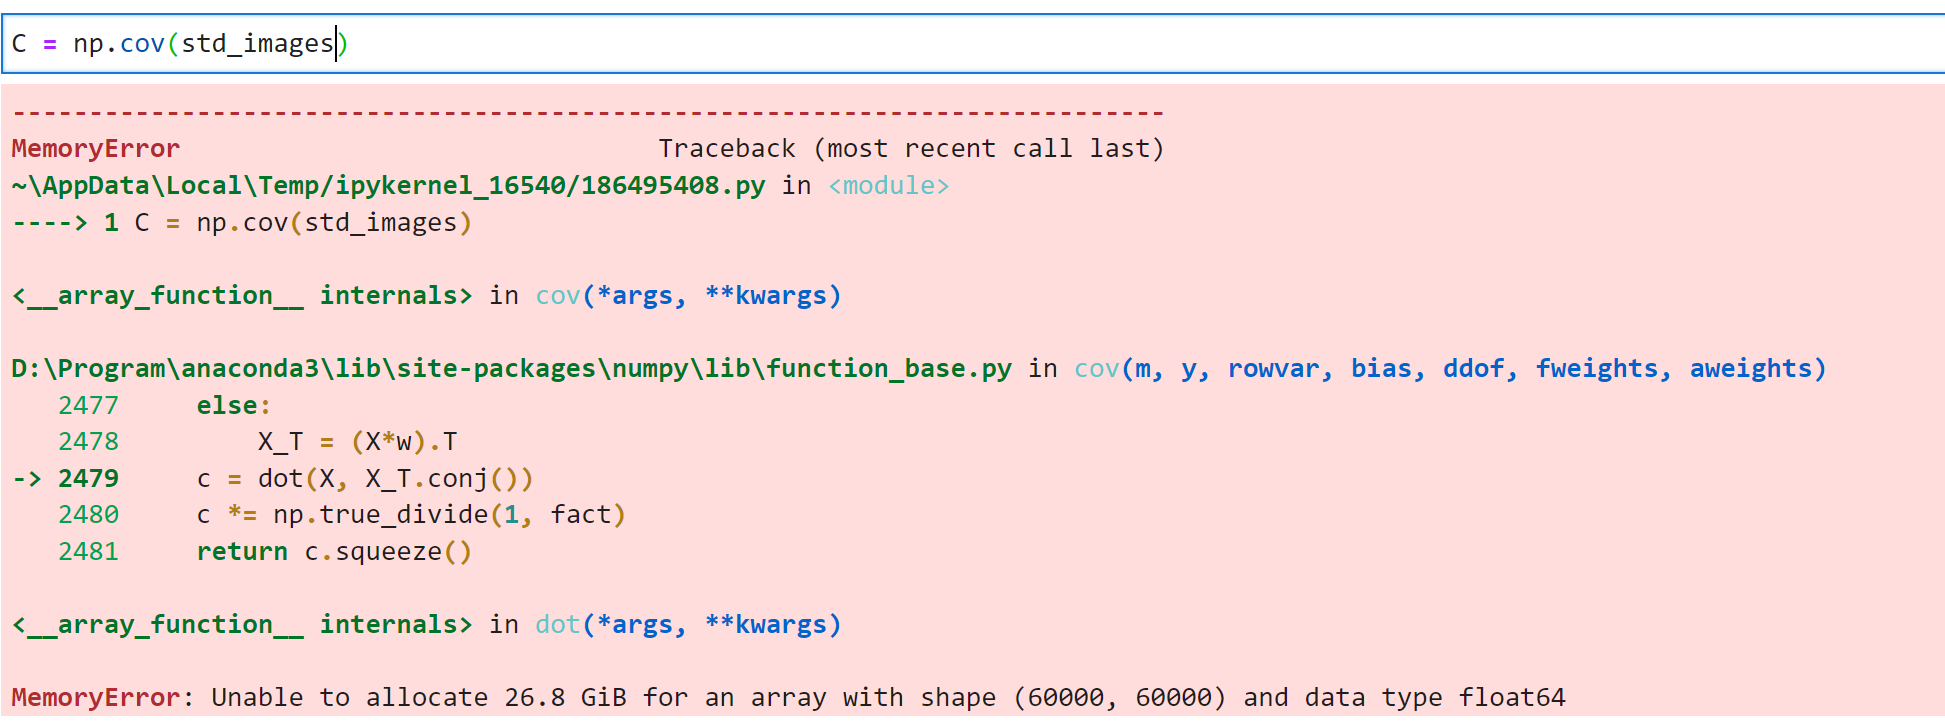 C = np.cov(std_images)
---------------------------------------------------------------------------
MemoryError                               Traceback (most recent call last)
~\AppData\Local\Temp/ipykernel_16540/186495408.py in <module>
----> 1 C = np.cov(std_images)
<__array_function__ internals> in cov(*args, **kwargs)
D:\Program\anaconda3\lib\site-packages\numpy\lib\function_base.py in cov(m, y, rowvar, bias, ddof, fweights, aweights)
   2477     else:
   2478         X_T = (X*w).T
-> 2479     c = dot(X, X_T.conj())
   2480     c *= np.true_divide(1, fact)
   2481     return c.squeeze()
<__array_function__ internals> in dot(*args, **kwargs)
MemoryError: Unable to allocate 26.8 GiB for an array with shape (60000, 60000) and data type float64